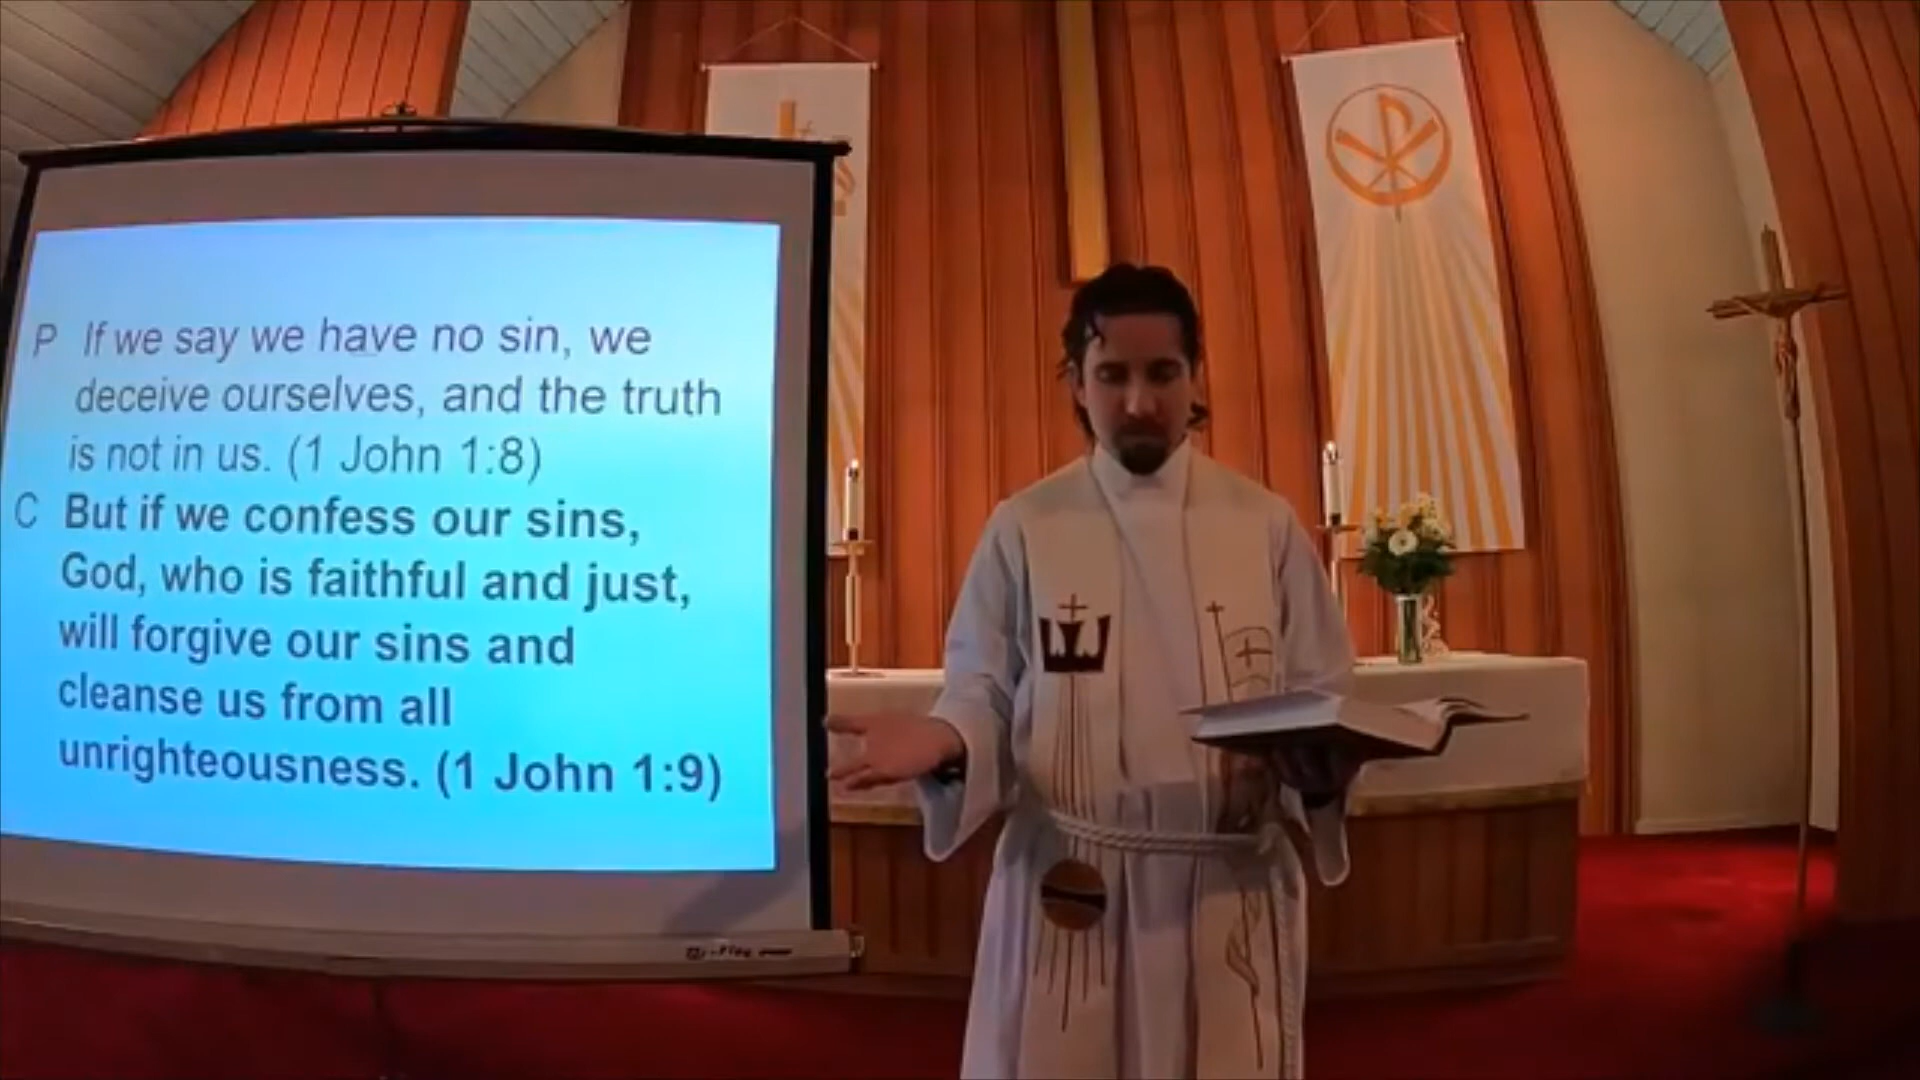 P If we say we have no sin, we
deceive ourselves, and the truth
is not in us. (1 John 1:8)
C But if we confess our sins,
God, who is faithful and just,
will forgive our sins and
cleanse us from all
unrighteousness. (1 John 1:9)